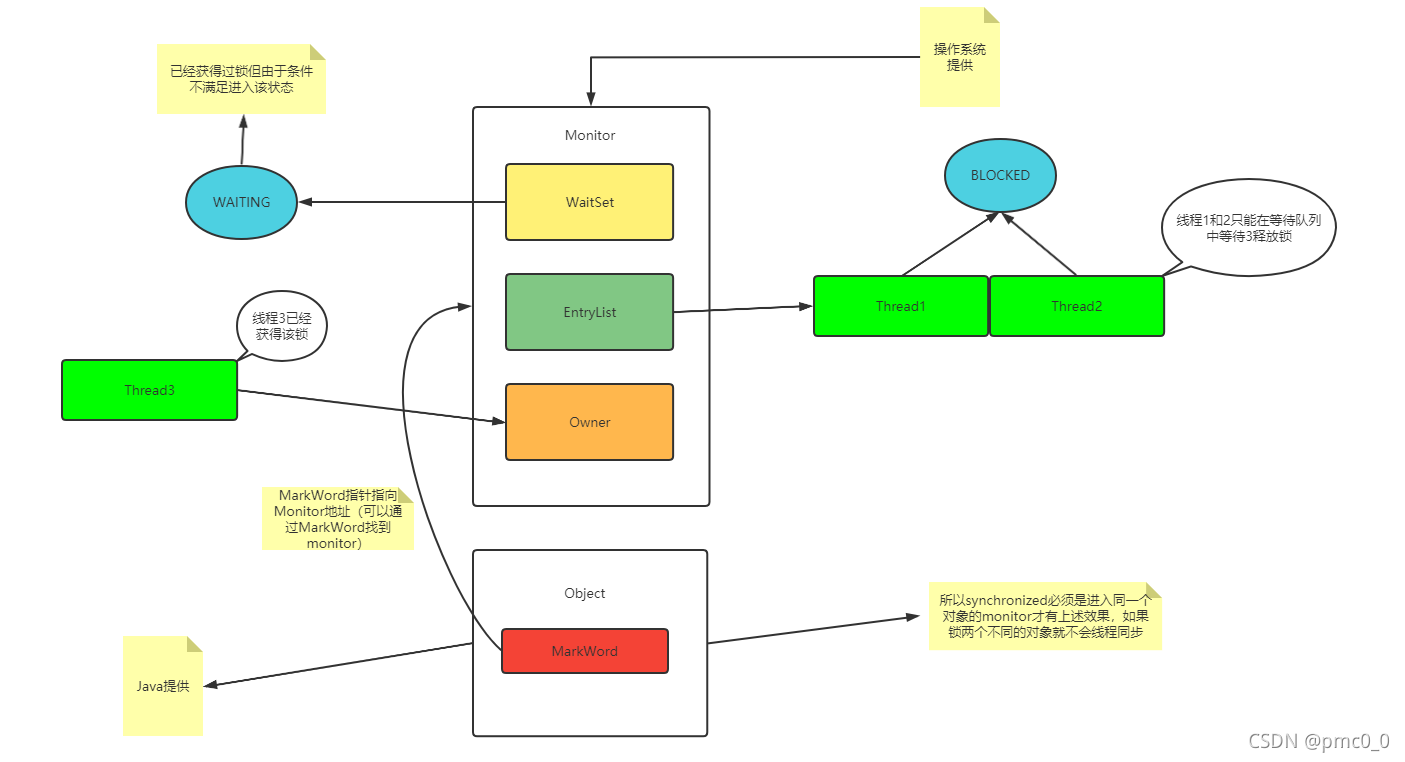 操作系统
提供
已经获得过锁但由于条件
不满足进入该状态
Monitor
BLOCKED
WaitSet
WAITING
线程1和2只能在等待队列
中等待3释放锁
EntryList
Thread1
Thread2
线程3已经
获得该锁
Thread3
Owner
MarkWord指针指向
Monitor地址（可以通
过MarkWord找到
monitor）
Object
所以synchronized必须是进入同一个
对象的monitor才有上述效果，如果
锁两个不同的对象就不会线程同步
MarkWord
Java提供
CSDN @pmc0_0